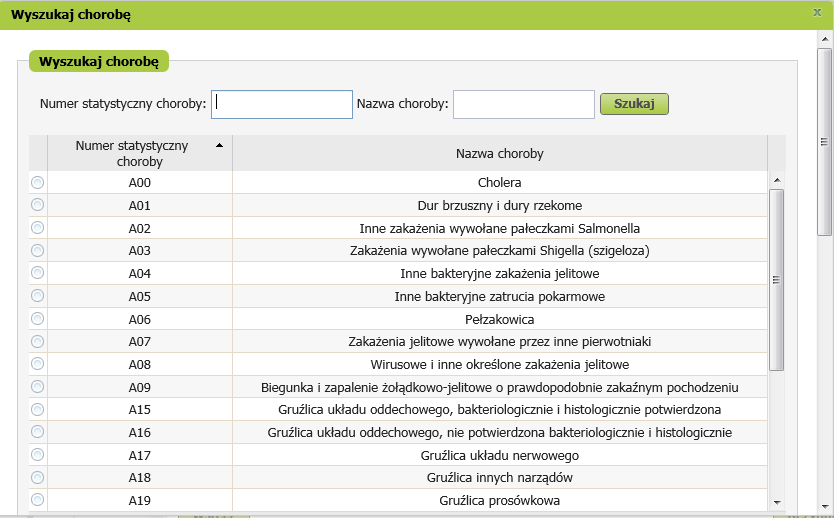 Wyszukaj chorobę x
Wyszukaj chorobę
Numer statystyczny choroby: Nazwa choroby: Szukaj
Numer statystyczny
choroby
Nazwa choroby
A00 Cholera
A01 Dur brzuszny i dury rzekome
A02 Inne zakażenia wywołane pałeczkami Salmonella
A03 Zakażenia wywołane pałeczkami Shigella (szigeloza)
A04 Inne bakteryjne zakażenia jelitowe
A05 Inne bakteryjne zatrucia pokarmowe
A06 Pełzakowica
A07 Zakażenia jelitowe wywołane przez inne pierwotniaki
A08 Wirusowe i inne określone zakażenia jelitowe
A09 Biegunka i zapalenie żołądkowo-jelitowe o prawdopodobnie zakaźnym pochodzeniu
A15 Gruźlica układu oddechowego, bakteriologicznie i histologicznie potwierdzona
A16 Gruźlica układu oddechowego, nie potwierdzona bakteriologicznie i histologicznie
A17 Gruźlica układu nerwowego
A18 Gruźlica innych narządów
A19 Gruźlica prosówkowa